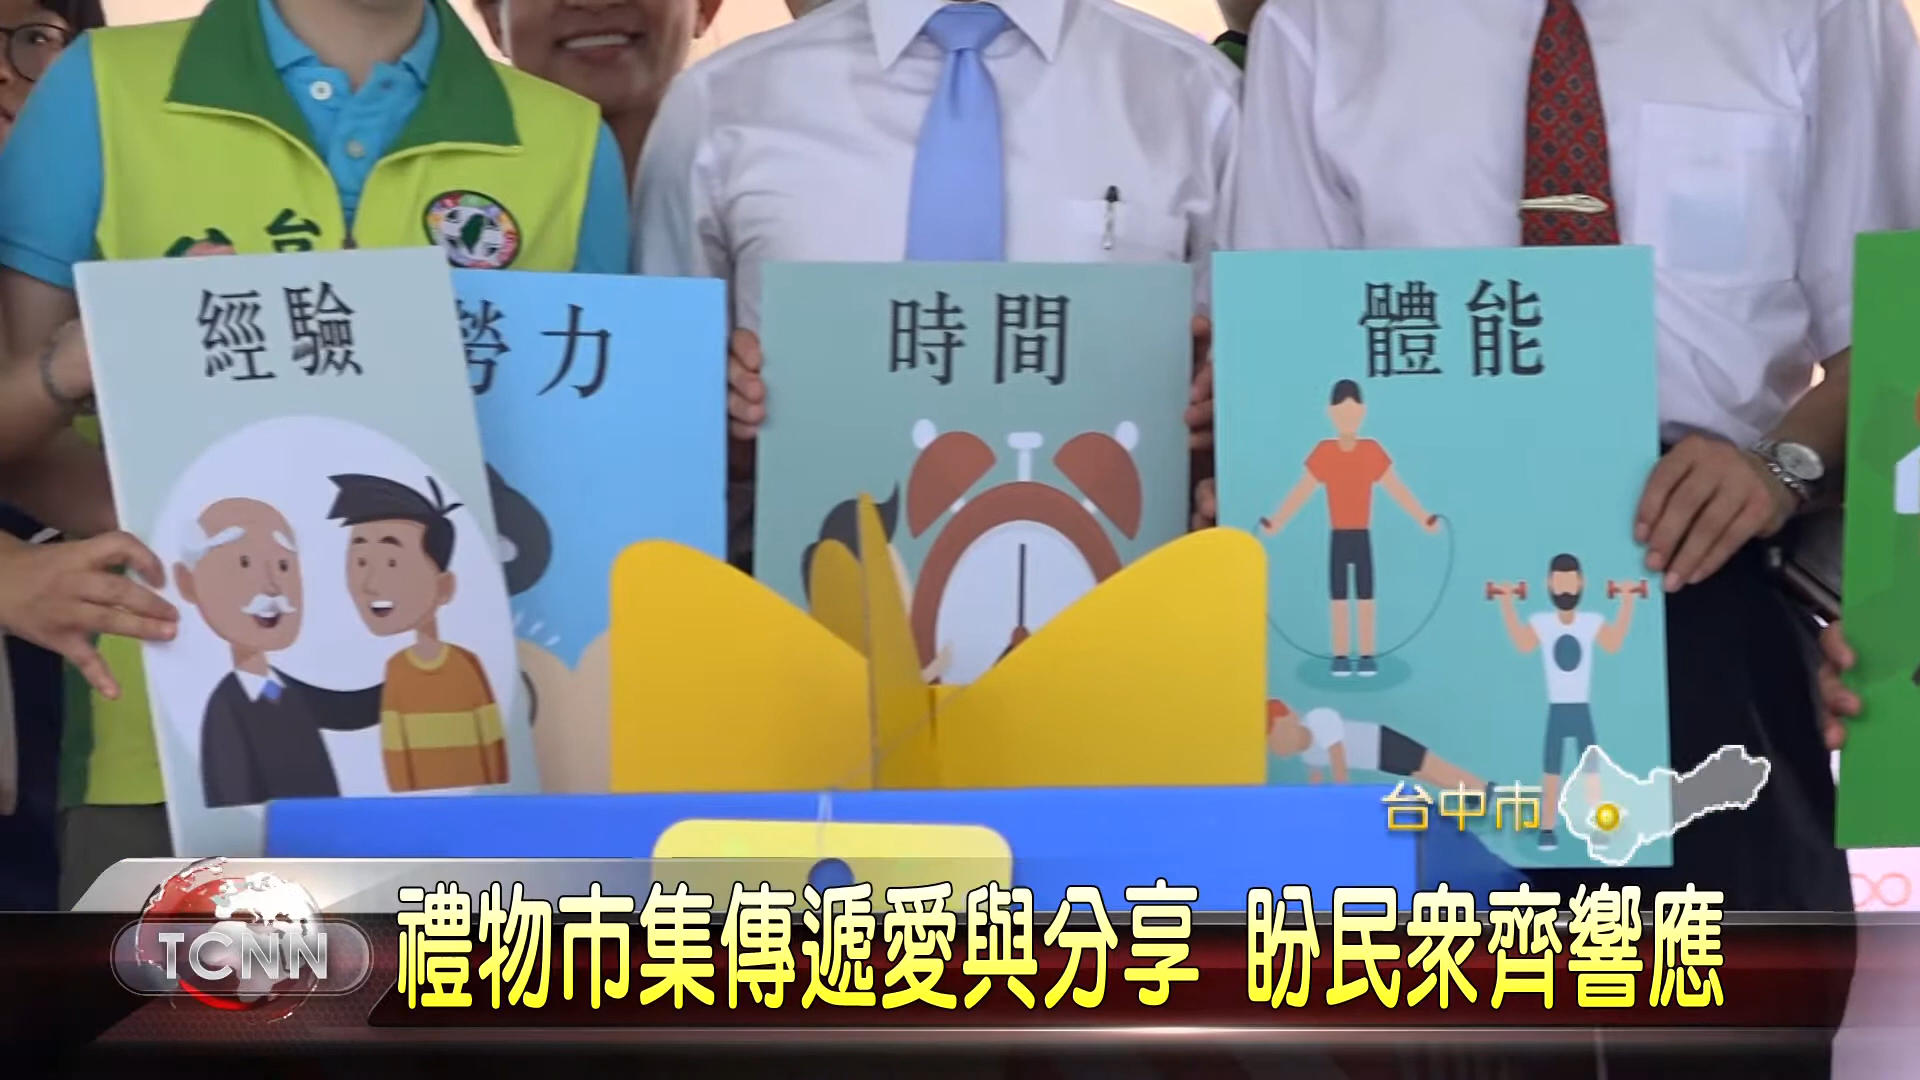 台
經驗
勞力
時間
體能
台中市
TCNN
禮物市集傳遞愛與分享 盼民眾齊響應